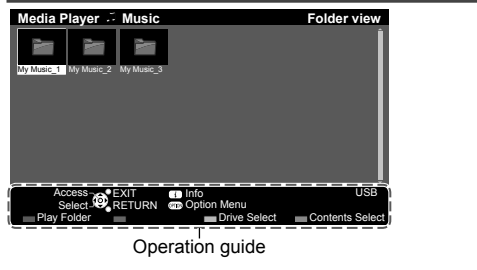 Media Player ♫ Music Folder view
My Music_1 My Music_2 My Music_3
Access EXIT i Info USB
Select RETURN Option Menu
Play Folder Drive Select Contents Select
Operation guide